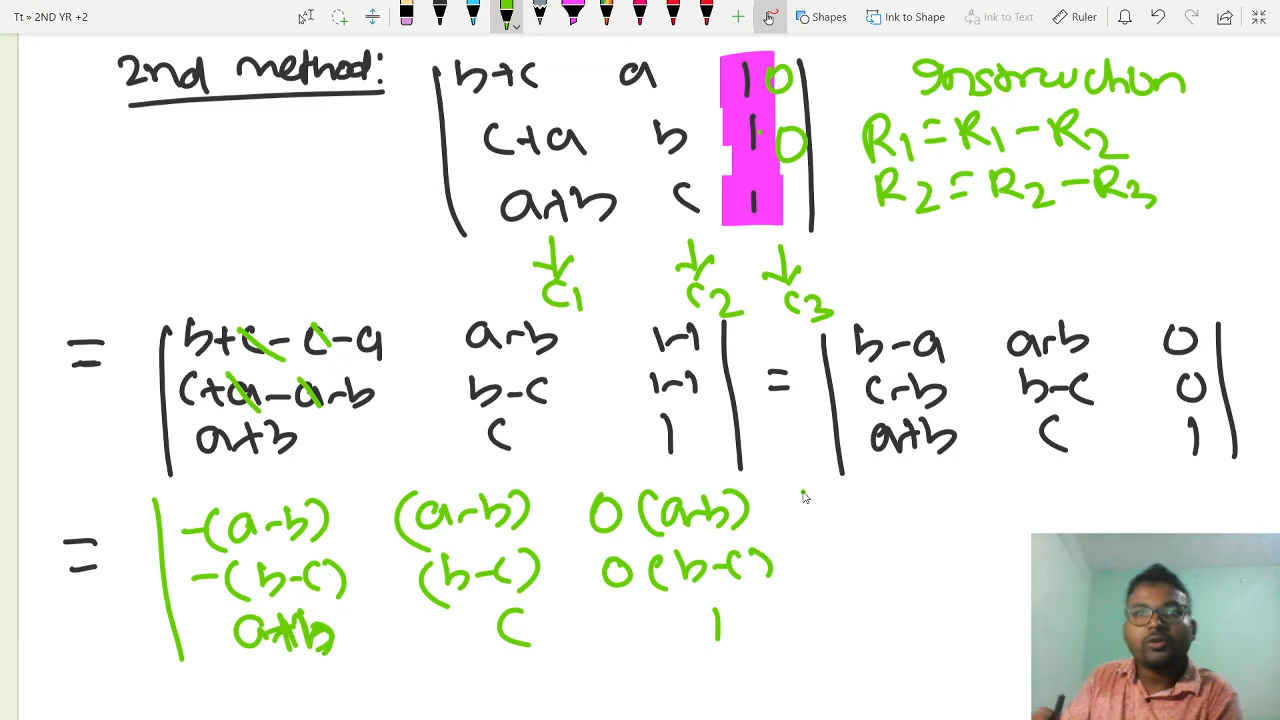 Tt » 2ND YR +2
Shapes Ink to Shape Ink to Text Ruler
2nd method: | b+c a 1 0 | Instruction
c+a b 1 0 R1=R1-R2
a+b c 1 R2=R2-R3
C1 C2 C3
= | b+c-c-a a-b 1-1 | = | b-a a-b 0 |
c+a-a-b b-c 1-1 c-b b-c 0
a+b c 1 a+b c 1
= | -(a-b) (a-b) 0(a-b)
-(b-c) (b-c) 0(b-c)
a+b c 1